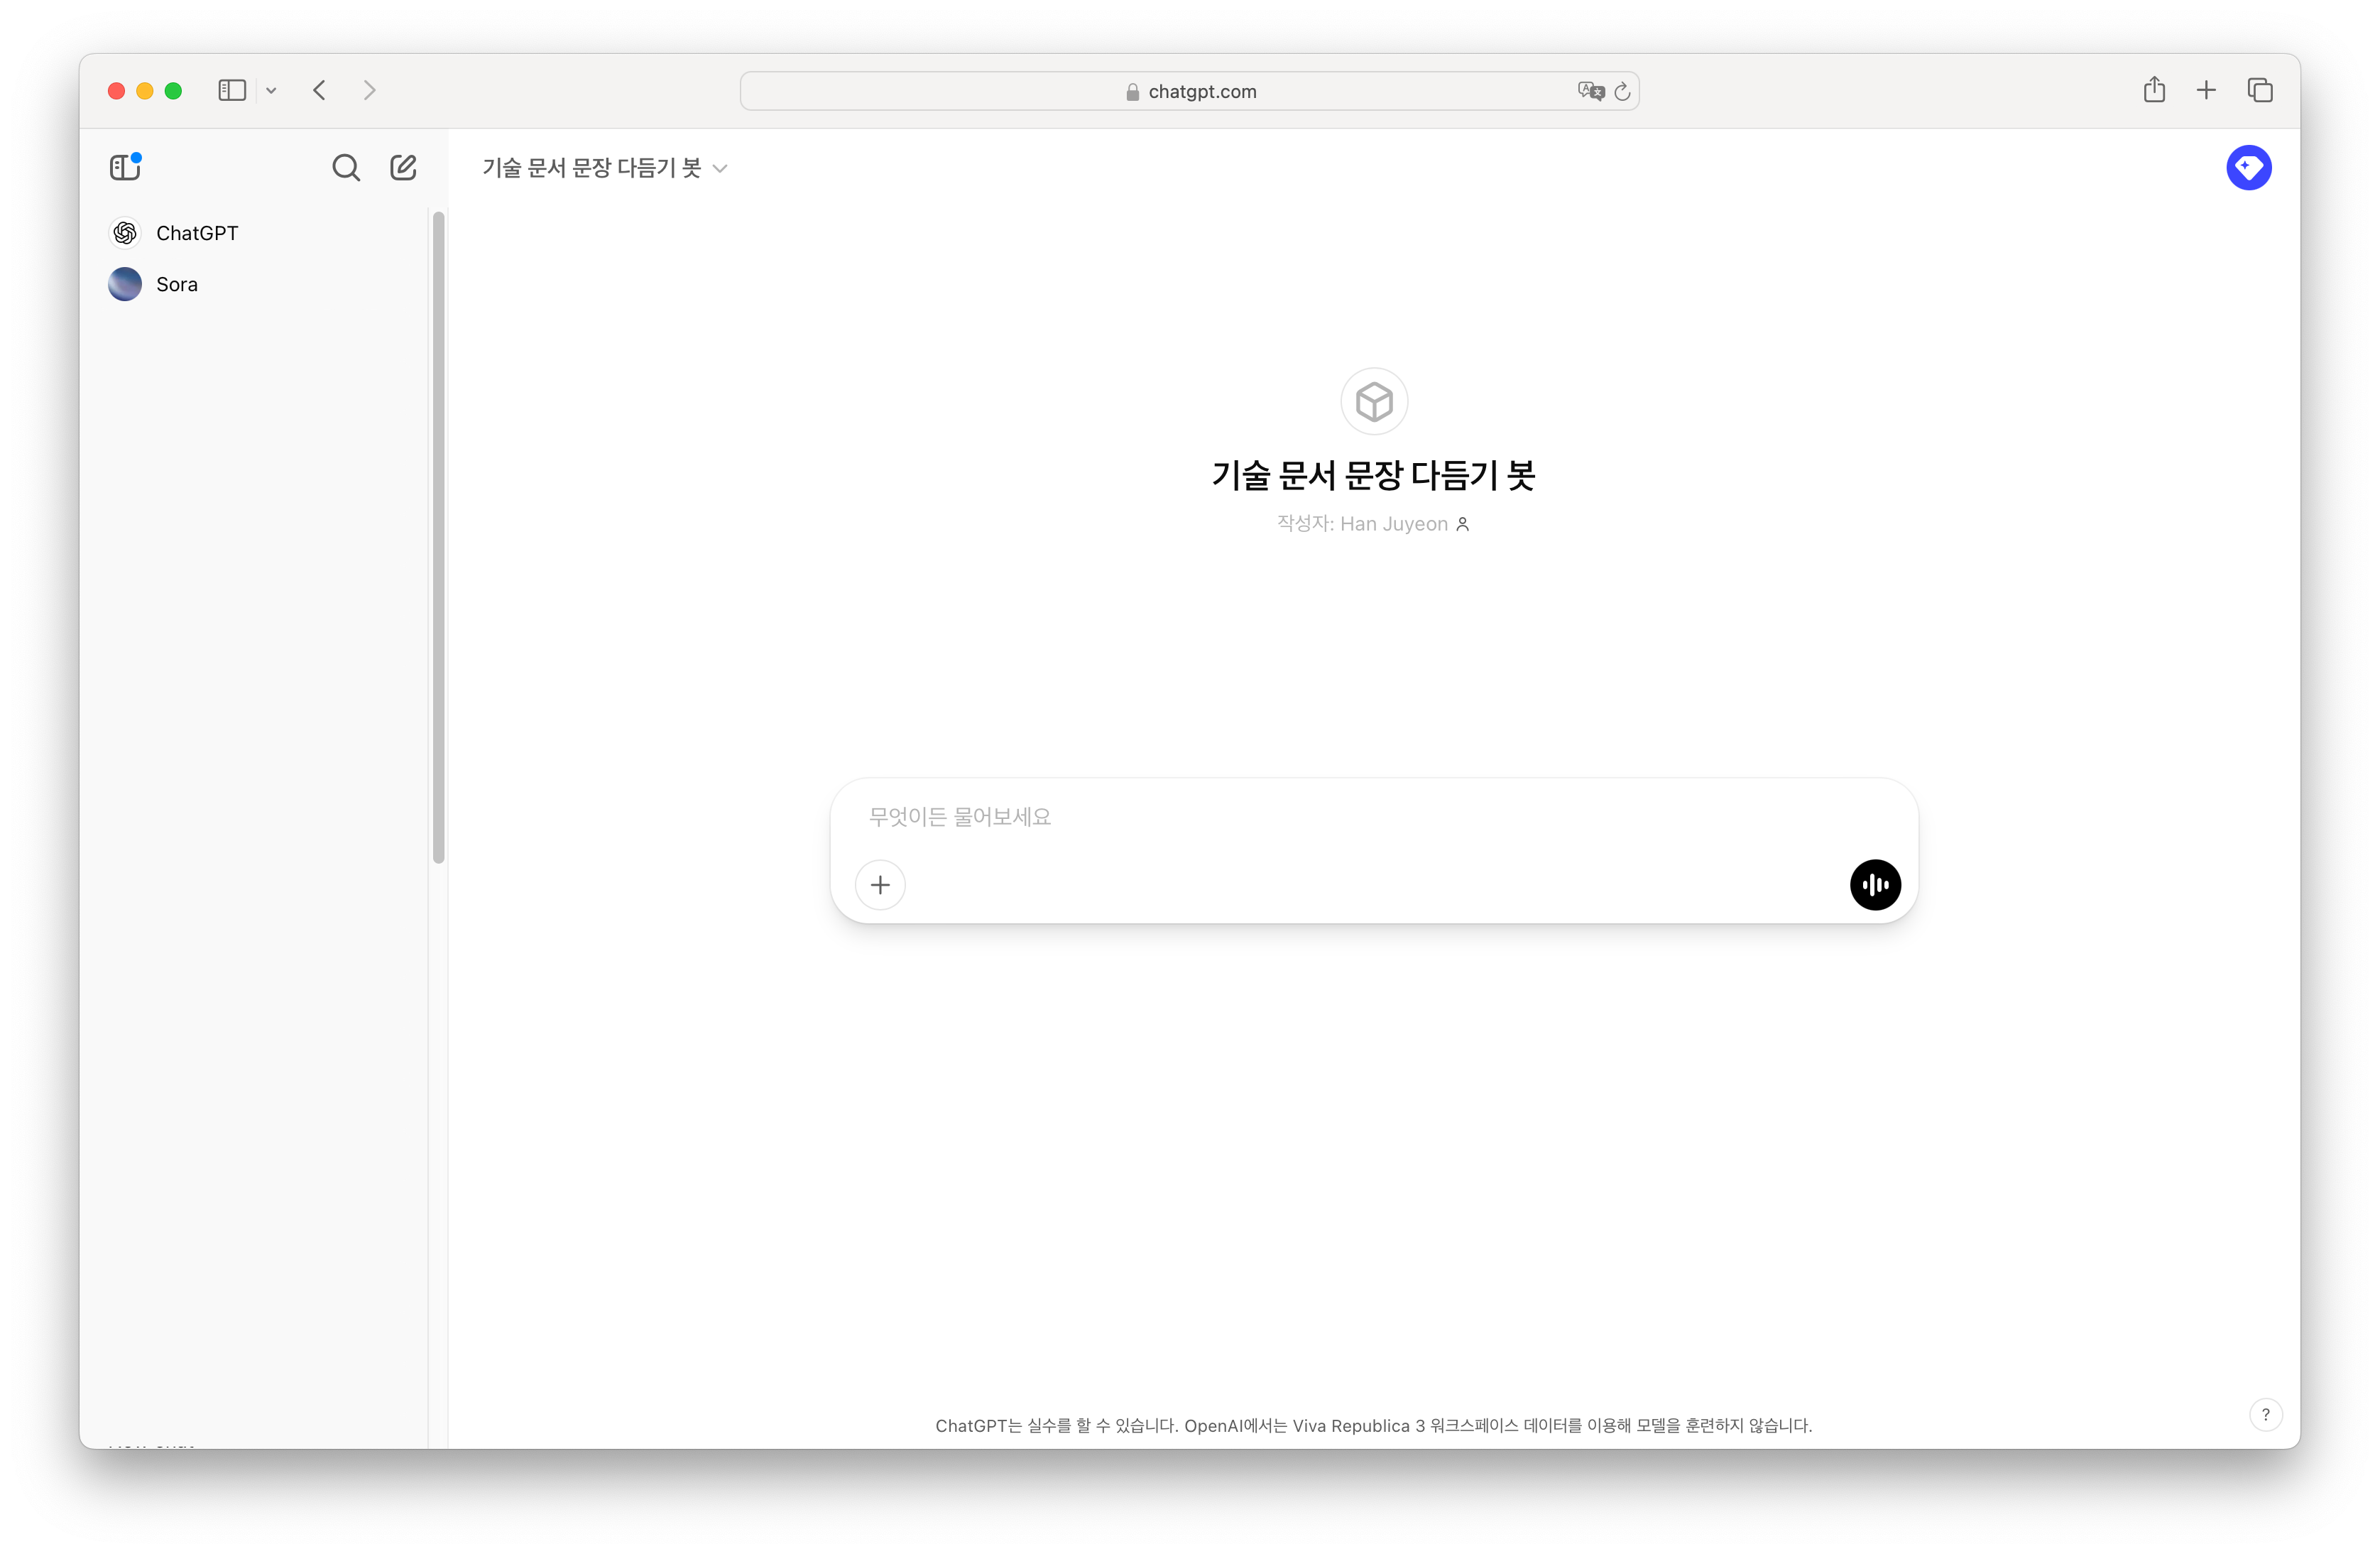 chatgpt.com
기술 문서 문장 다듬기 봇
ChatGPT
Sora
기술 문서 문장 다듬기 봇
작성자: Han Juyeon
무엇이든 물어보세요
ChatGPT는 실수를 할 수 있습니다. OpenAI에서는 Viva Republica 3 워크스페이스 데이터를 이용해 모델을 훈련하지 않습니다.
?